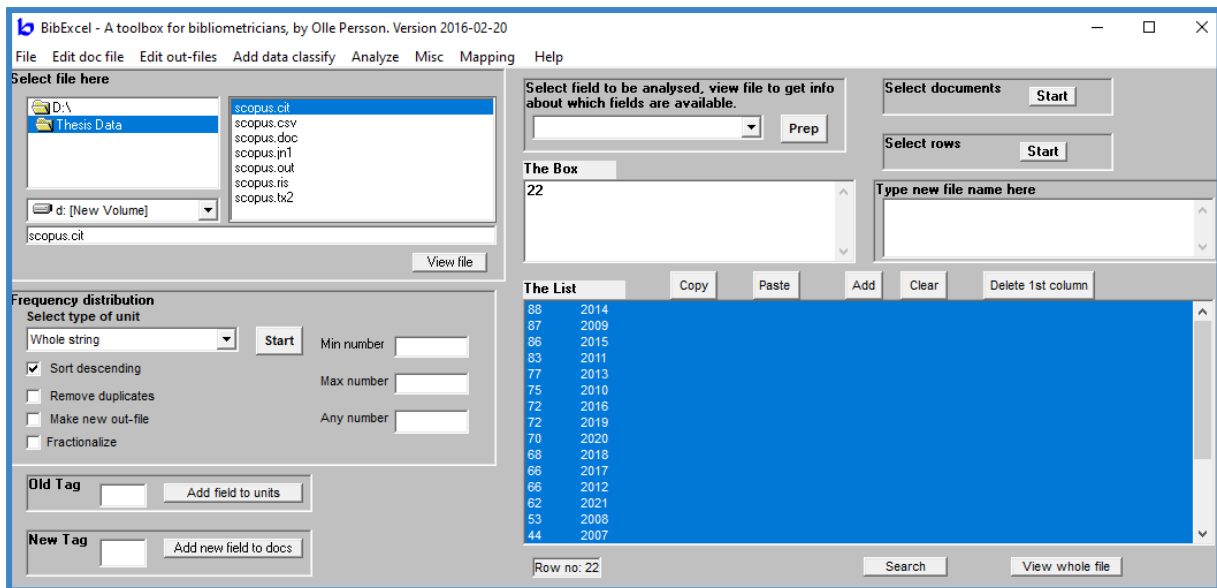 BibExcel - A toolbox for bibliometricians, by Olle Persson. Version 2016-02-20
File Edit doc file Edit out-files Add data classify Analyze Misc Mapping Help
Select file here
D:\
Thesis Data
d: [New Volume]
scopus.cit
scopus.csv
scopus.doc
scopus.jn1
scopus.out
scopus.ris
scopus.tx2
scopus.cit
View file
Select field to be analysed, view file to get info
about which fields are available.
Prep
Select documents
Start
Select rows
Start
The Box
22
Type new file name here
Frequency distribution
Select type of unit
Whole string
Start
Sort descending
Remove duplicates
Make new out-file
Fractionalize
Min number
Max number
Any number
Old Tag
Add field to units
New Tag
Add new field to docs
The List
Copy
Paste
Add
Clear
Delete 1st column
88 2014
87 2009
86 2015
83 2011
77 2013
75 2010
72 2016
72 2019
70 2020
68 2018
66 2017
66 2012
62 2021
53 2008
44 2007
Row no: 22
Search
View whole file